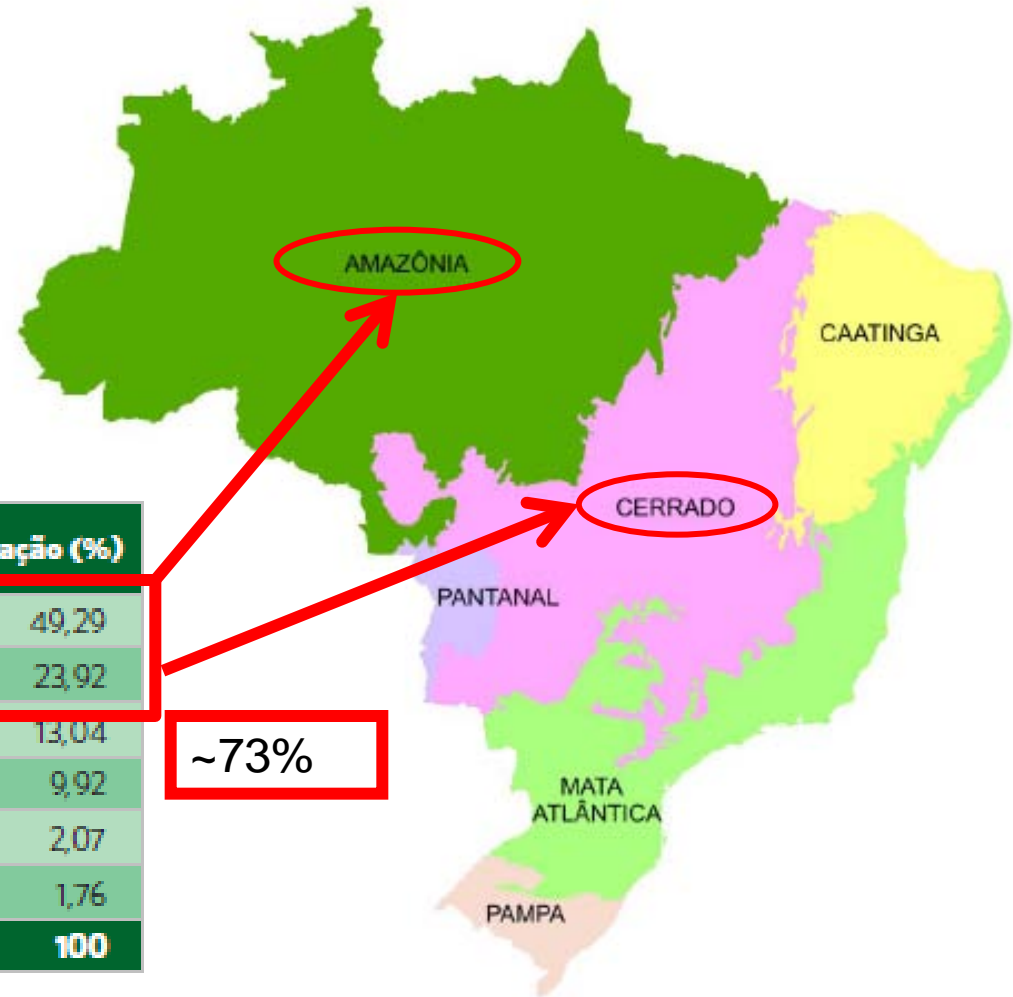 AMAZÔNIA
CAATINGA
CERRADO
PANTANAL
MATA
ATLÂNTICA
PAMPA
ação (%)
49,29
23,92
13,04
9,92
2,07
1,76
100
~73%